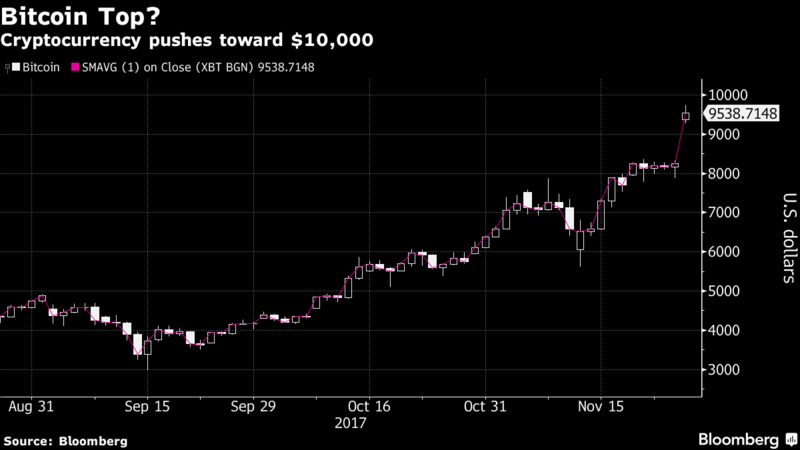 Bitcoin Top?
Cryptocurrency pushes toward $10,000
Bitcoin SMAVG (1) on Close (XBT BGN) 9538.7148
10000
9538.7148
9000
8000
7000
6000
5000
4000
3000
U.S. dollars
Aug 31 Sep 15 Sep 29 Oct 16 Oct 31 Nov 15
2017
Source: Bloomberg
Bloomberg